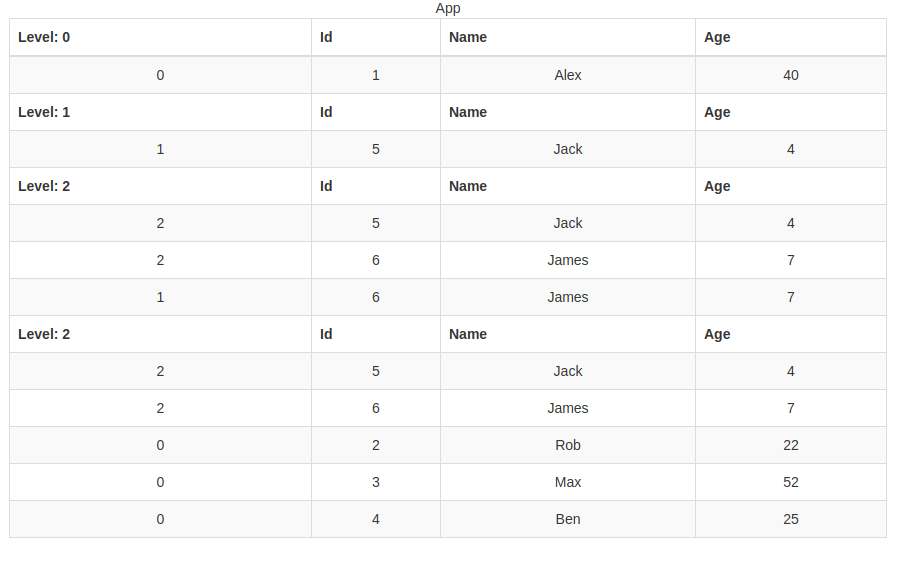 App
Level: 0 Id Name Age
0 1 Alex 40
Level: 1 Id Name Age
1 5 Jack 4
Level: 2 Id Name Age
2 5 Jack 4
2 6 James 7
1 6 James 7
Level: 2 Id Name Age
2 5 Jack 4
2 6 James 7
0 2 Rob 22
0 3 Max 52
0 4 Ben 25